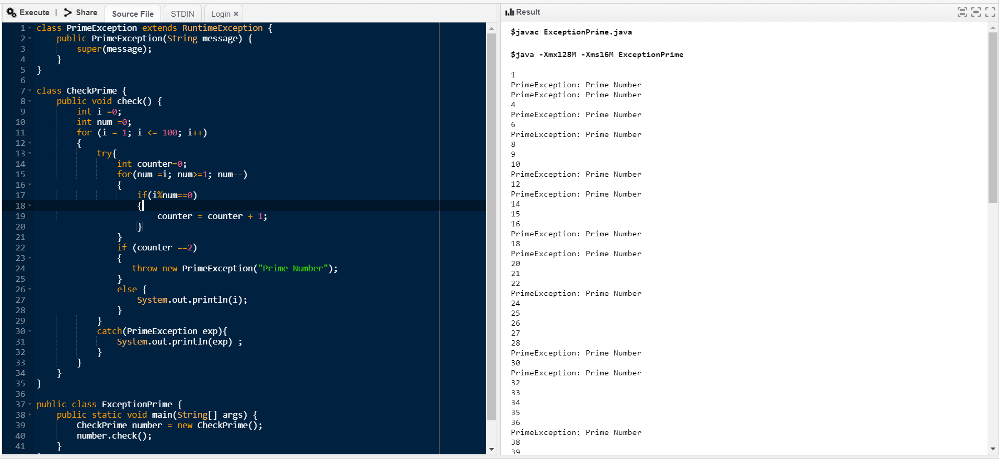 Execute | Share Source File STDIN Login ×
1 class PrimeException extends RuntimeException {
2 public PrimeException(String message) {
3 super(message);
4 }
5 }
6
7 class CheckPrime {
8 public void check() {
9 int i =0;
10 int num =0;
11 for (i = 1; i <= 100; i++)
12 {
13 try{
14 int counter=0;
15 for(num =i; num>=1; num--)
16 {
17 if(i%num==0)
18 {
19 counter = counter + 1;
20 }
21 }
22 if (counter ==2)
23 {
24 throw new PrimeException("Prime Number");
25 }
26 else {
27 System.out.println(i);
28 }
29 }
30 catch(PrimeException exp){
31 System.out.println(exp) ;
32 }
33 }
34 }
35 }
36
37 public class ExceptionPrime {
38 public static void main(String[] args) {
39 CheckPrime number = new CheckPrime();
40 number.check();
41 }
Result
$javac ExceptionPrime.java
$java -Xmx128M -Xms16M ExceptionPrime
1
PrimeException: Prime Number
PrimeException: Prime Number
4
PrimeException: Prime Number
6
PrimeException: Prime Number
8
9
10
PrimeException: Prime Number
12
PrimeException: Prime Number
14
15
16
PrimeException: Prime Number
18
PrimeException: Prime Number
20
21
22
PrimeException: Prime Number
24
25
26
27
28
PrimeException: Prime Number
30
PrimeException: Prime Number
32
33
34
35
36
PrimeException: Prime Number
38
39